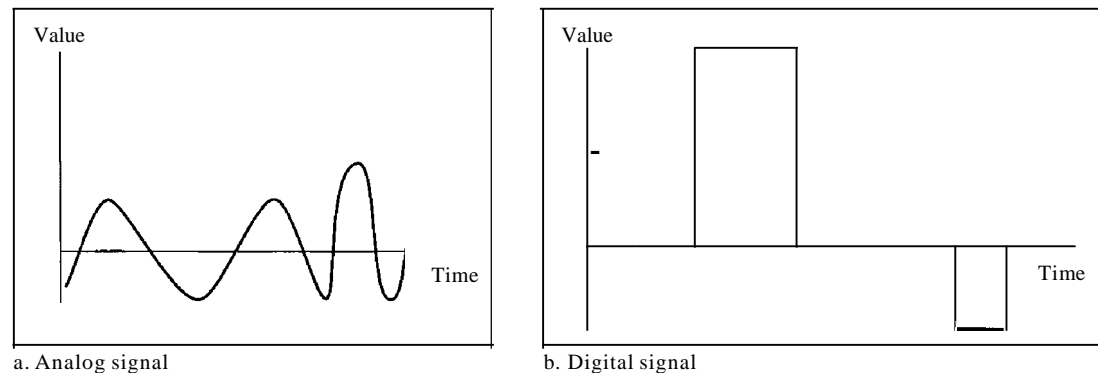 Value
Time
a. Analog signal
Value
Time
b. Digital signal